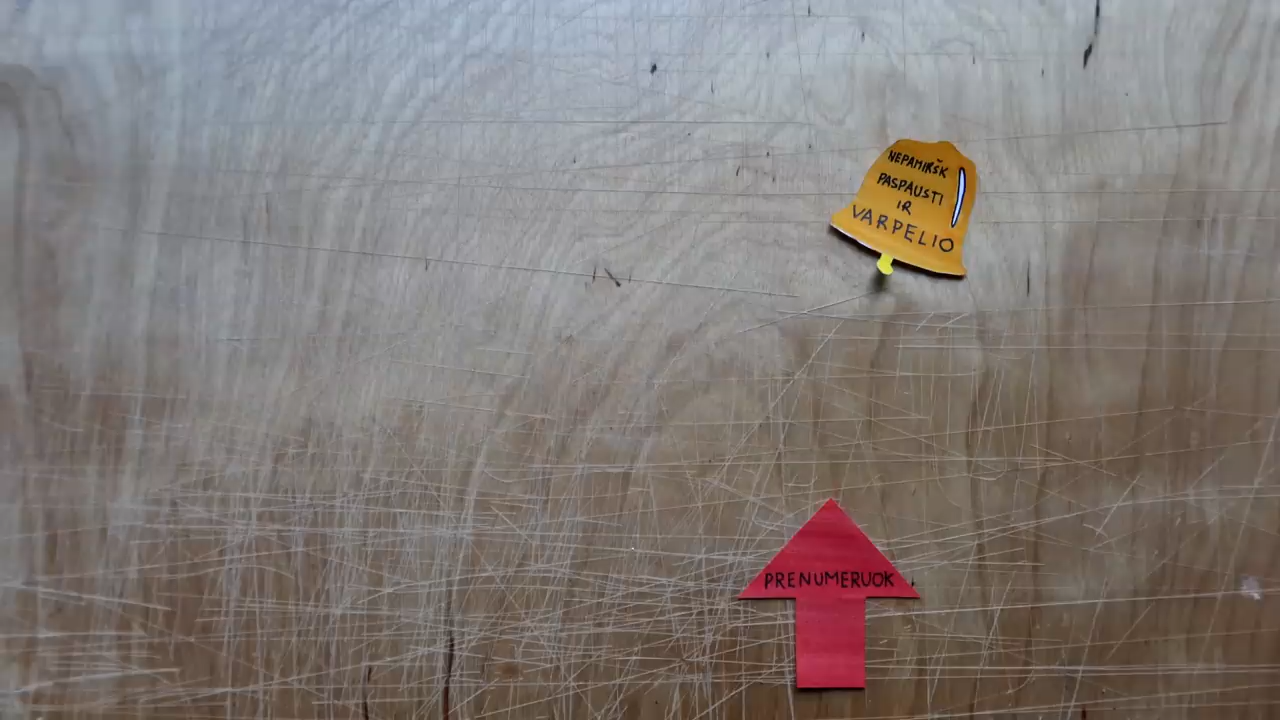 NEPAMIRŠK
PASPAUSTI
IR
VARPELIO
PRENUMERUOK